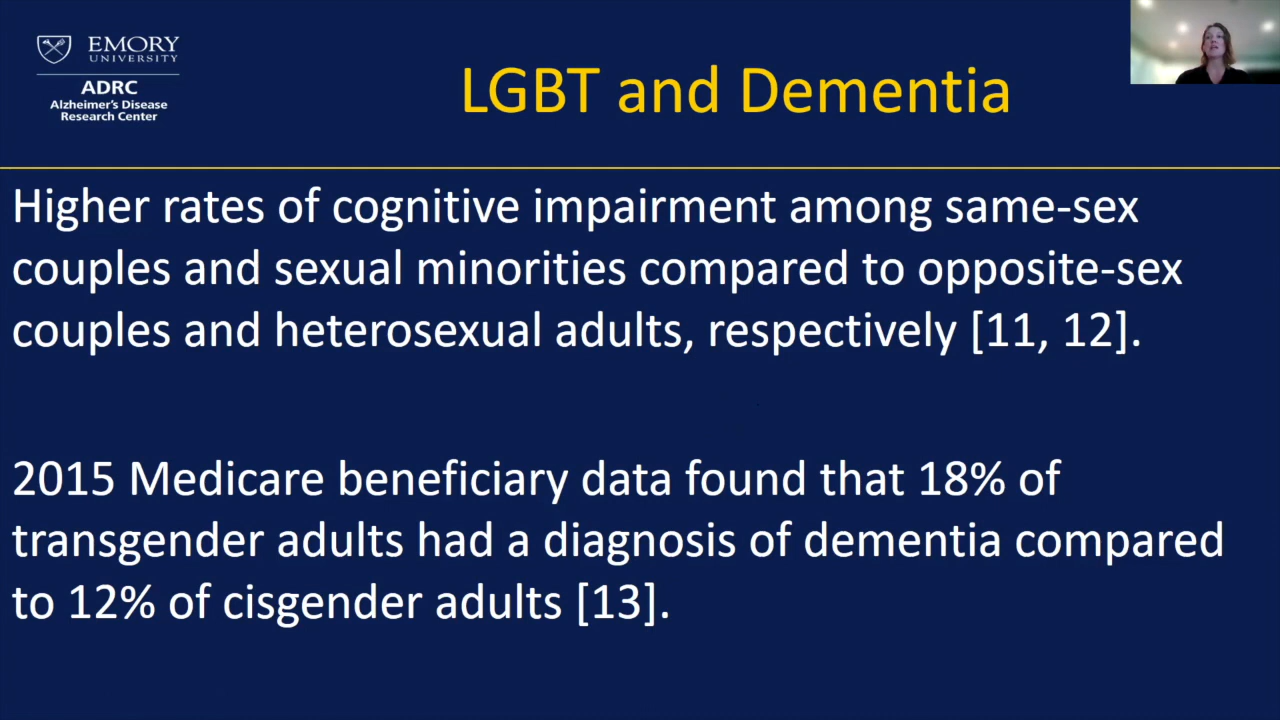 EMORY
UNIVERSITY
ADRC
Alzheimer's Disease
Research Center
LGBT and Dementia
Higher rates of cognitive impairment among same-sex
couples and sexual minorities compared to opposite-sex
couples and heterosexual adults, respectively [11, 12].
2015 Medicare beneficiary data found that 18% of
transgender adults had a diagnosis of dementia compared
to 12% of cisgender adults [13].